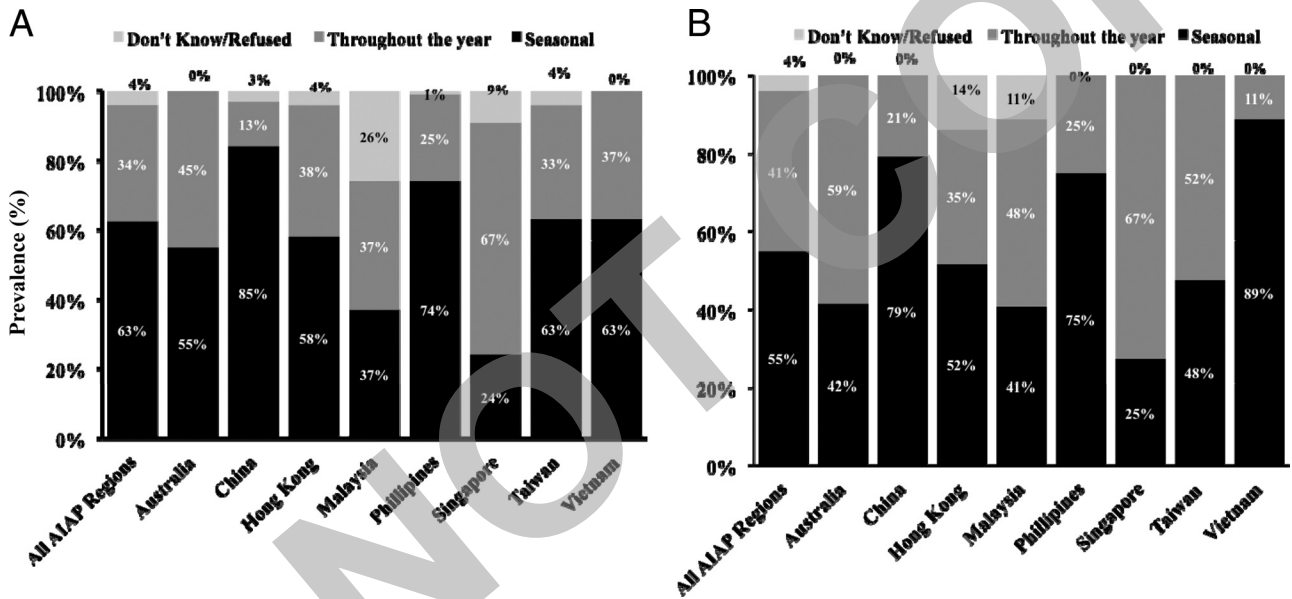 A
Don't Know/Refused Throughout the year Seasonal
4% 0% 3% 4% 4% 0%
100% 1% 9%
13% 26% 25%
80%
34% 45% 38% 33% 37%
60%
37% 67%
40%
85% 74%
63% 55% 58% 37% 63% 63%
20%
24%
0%
Prevalence (%)
All AIAP Regions
Australia
China
Hong Kong
Malaysia
Phillipines
Singapore
Taiwan
Vietnam
B
Don't Know/Refused Throughout the year Seasonal
4% 0% 0% 0% 0% 0% 0%
100%
14% 11% 11%
21% 25%
80%
41% 59% 52%
35% 48% 67%
60%
40%
79% 75% 89%
55% 42% 52% 41% 48%
20%
25%
0%
All AIAP Regions
Australia
China
Hong Kong
Malaysia
Phillipines
Singapore
Taiwan
Vietnam
NOT CO